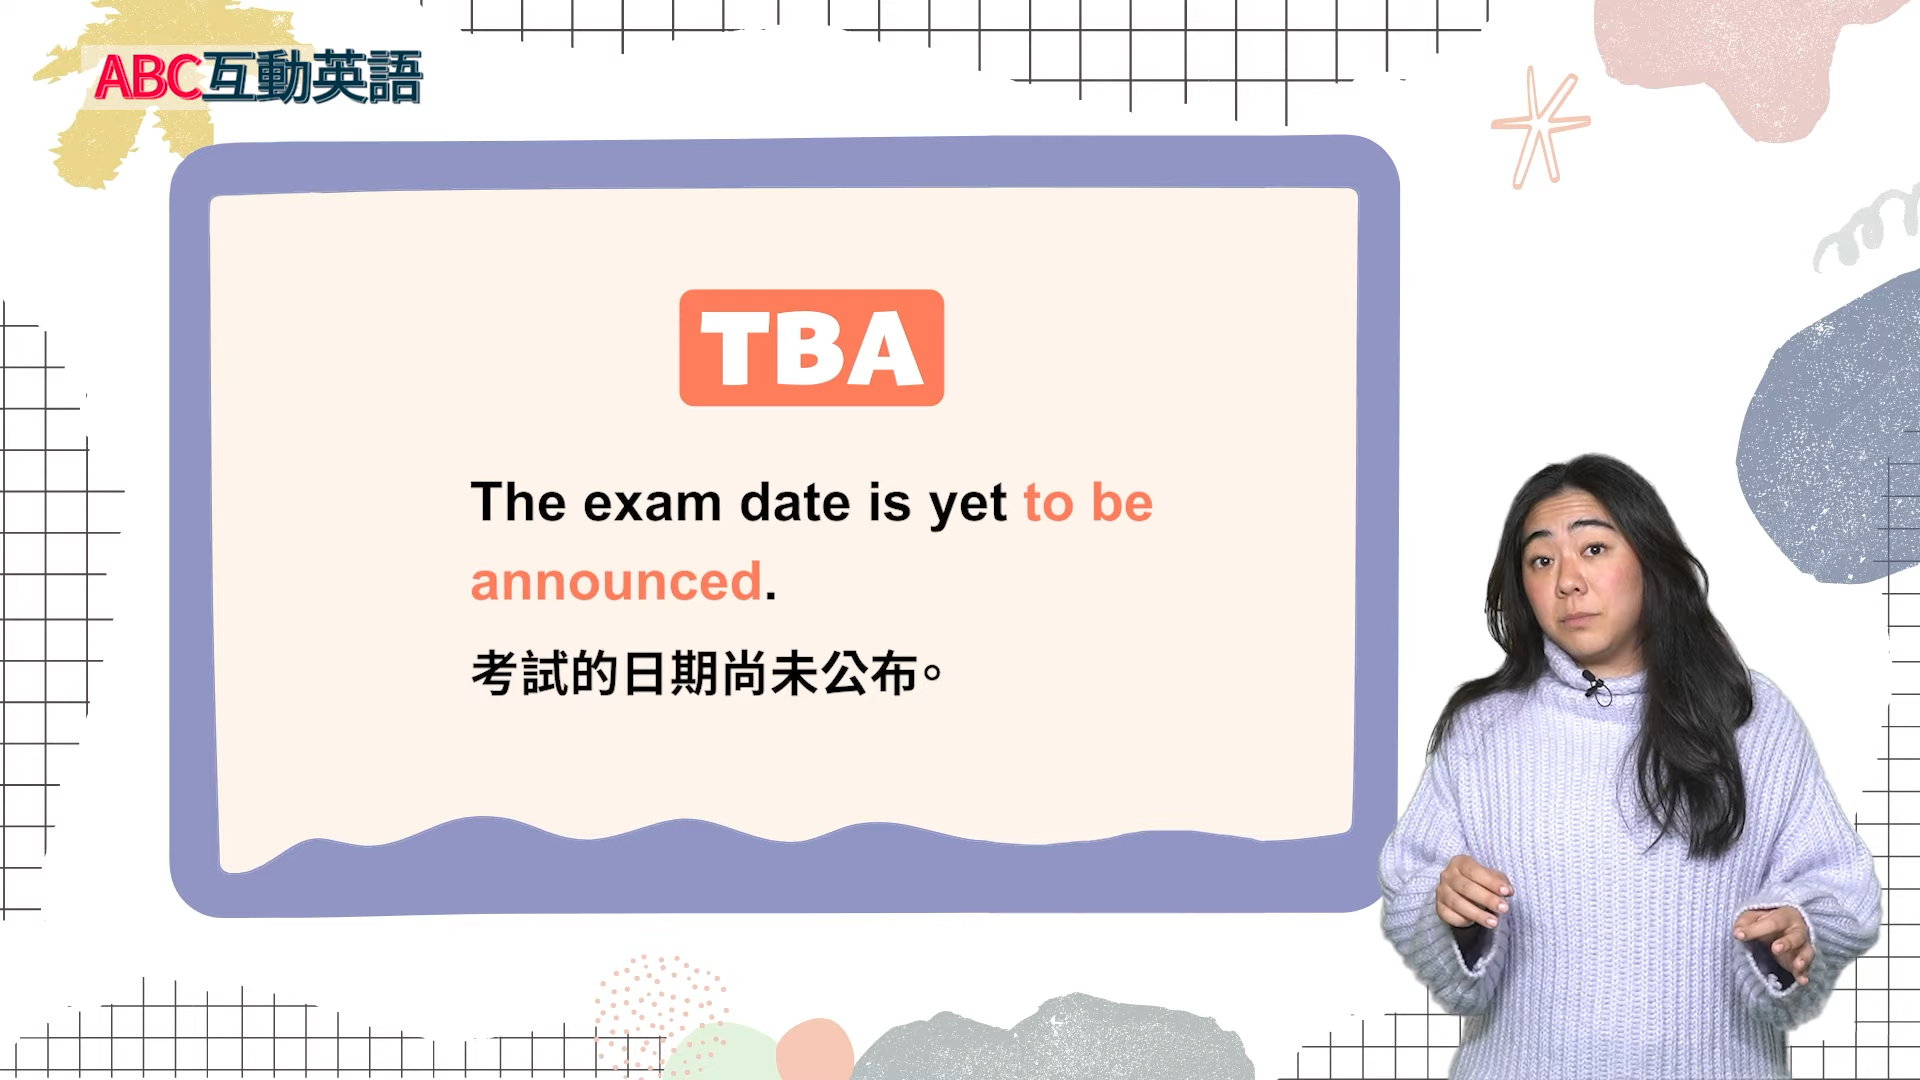 ABC互動英語
TBA
The exam date is yet to be
announced.
考試的日期尚未公布。